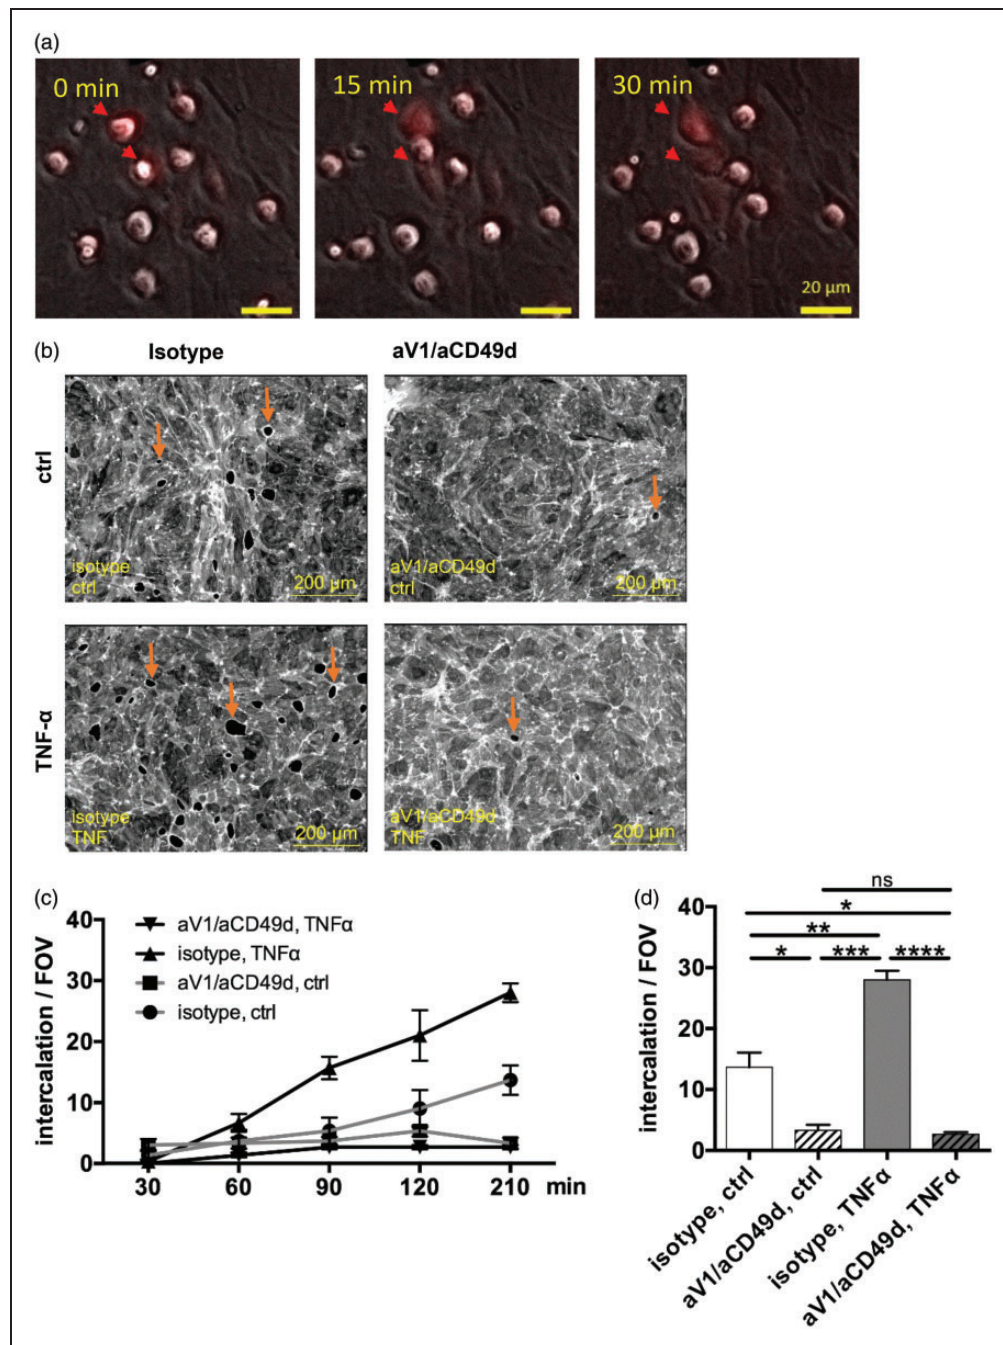 (a)
0 min
15 min
30 min
20 µm
(b)
Isotype
aV1/aCD49d
ctrl
isotype
ctrl
200 µm
aV1/aCD49d
ctrl
200 µm
TNF-α
isotype
TNF
200 µm
aV1/aCD49d
TNF
200 µm
(c)
intercalation / FOV
40
30
20
10
0
aV1/aCD49d, TNFα
isotype, TNFα
aV1/aCD49d, ctrl
isotype, ctrl
30 60 90 120 210 min
(d)
intercalation / FOV
40
30
20
10
0
ns
*
**
* *** ****
isotype, ctrl
aV1/aCD49d, ctrl
isotype, TNFα
aV1/aCD49d, TNFα